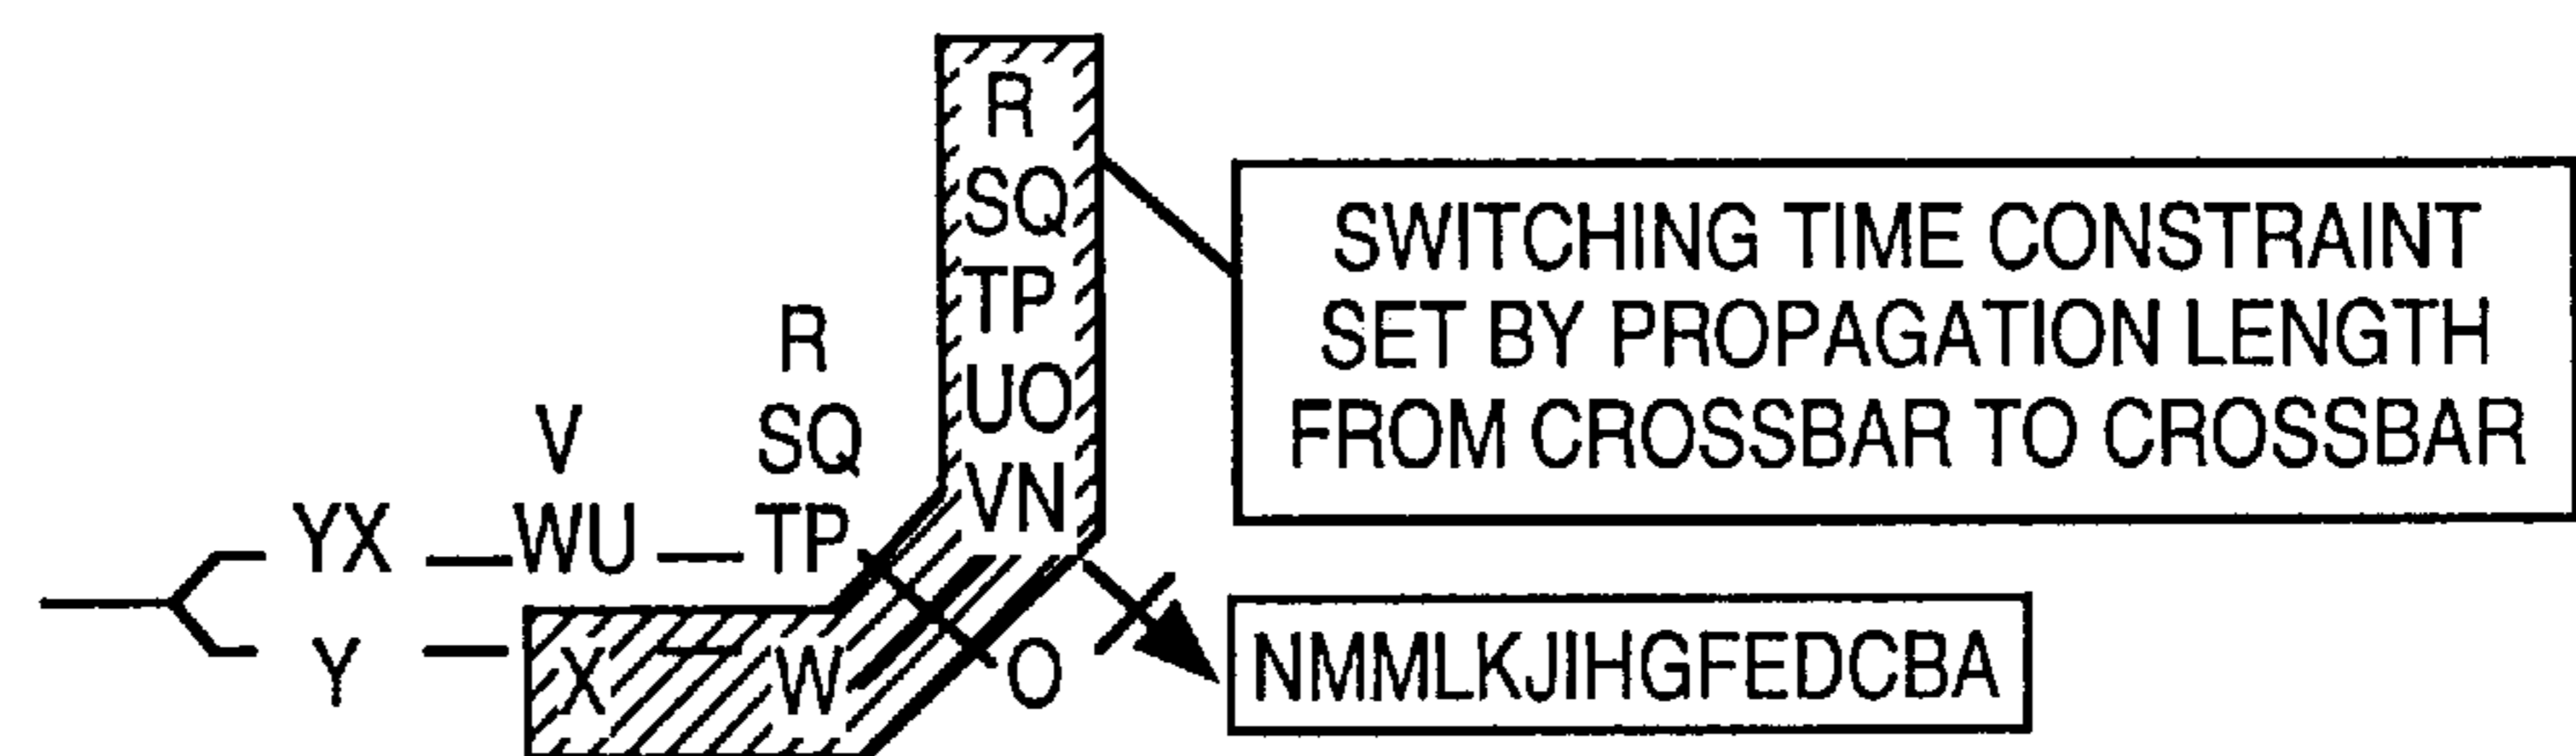 R
SQ
TP
UO
VN
SWITCHING TIME CONSTRAINT
SET BY PROPAGATION LENGTH
FROM CROSSBAR TO CROSSBAR
R
V SQ
YX WU TP
Y X W O
NMMLKJIHGFEDCBA